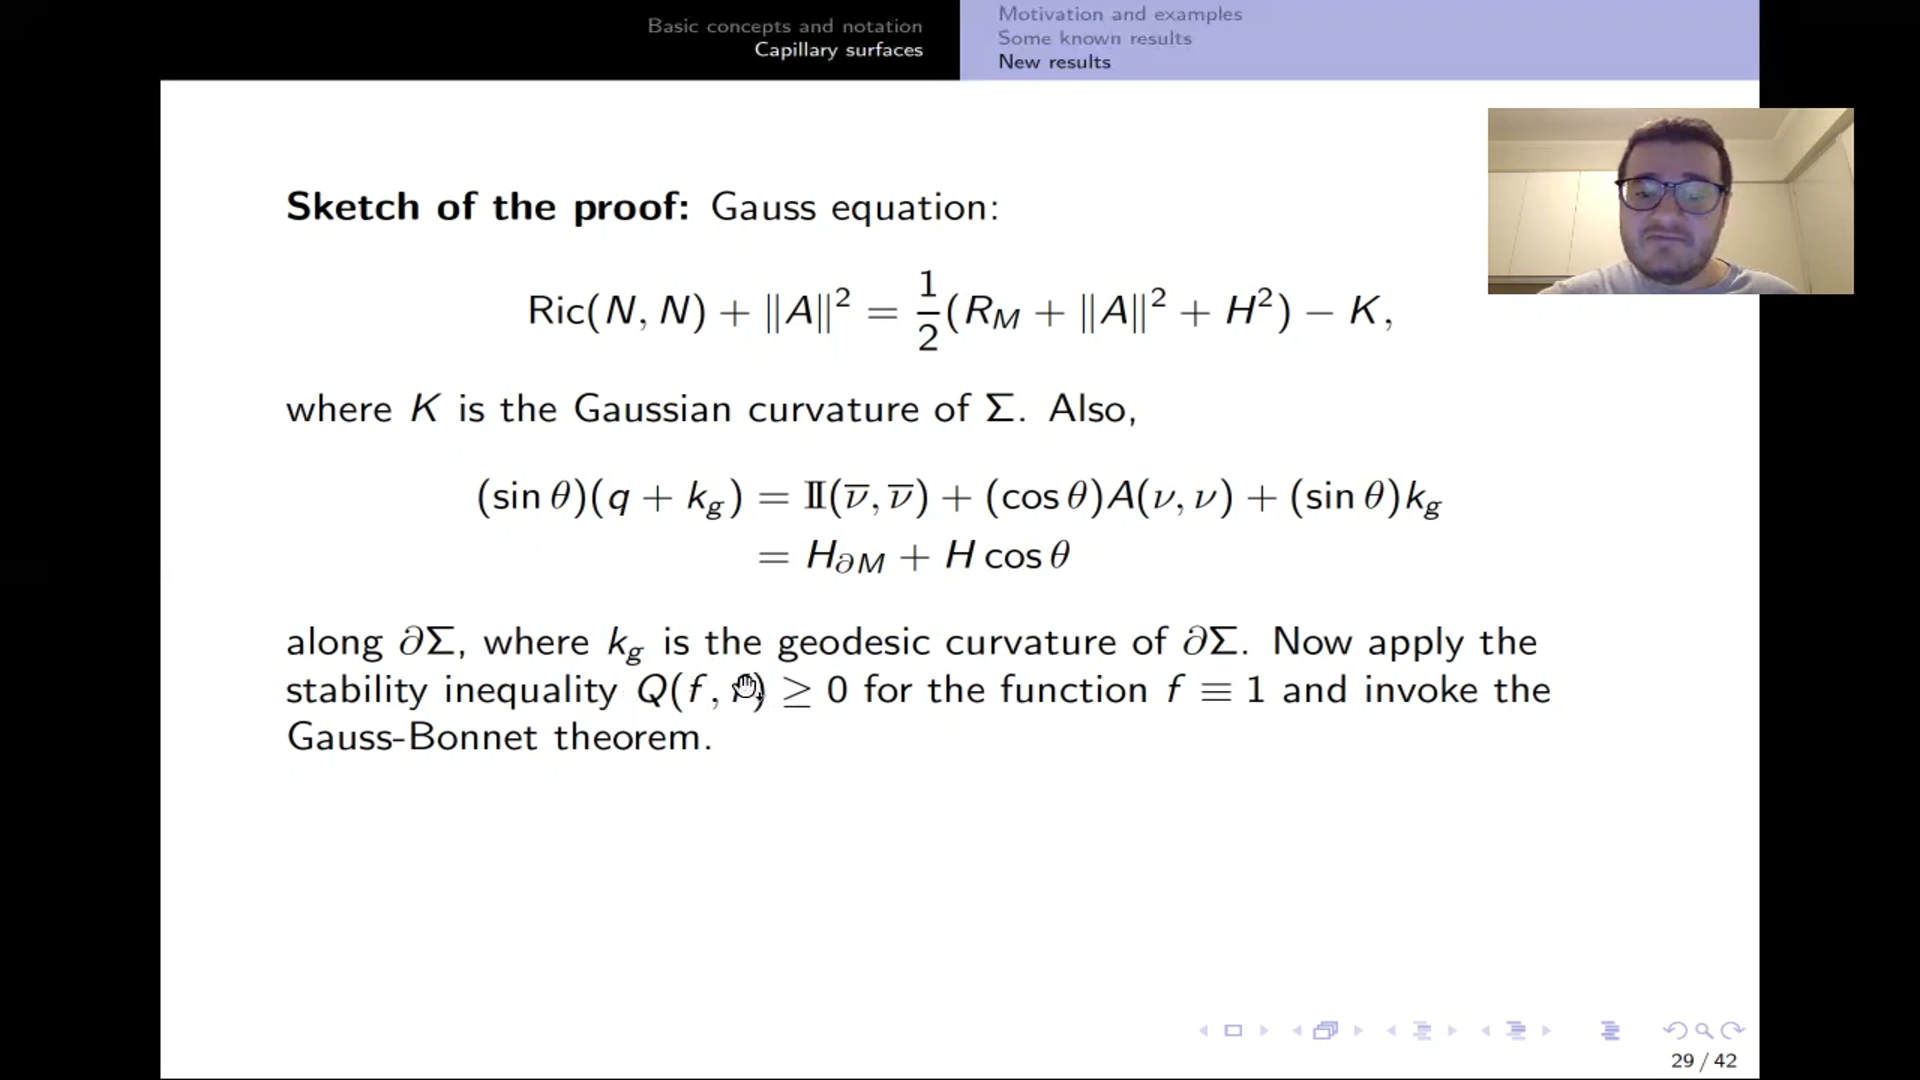 Basic concepts and notation
Capillary surfaces
Motivation and examples
Some known results
New results
Sketch of the proof: Gauss equation:
Ric(N, N) + ‖A‖² = 1/2 (R_M + ‖A‖² + H²) − K,
where K is the Gaussian curvature of Σ. Also,
(sin θ)(q + k_g) = II(ν̅, ν̅) + (cos θ)A(ν, ν) + (sin θ)k_g
= H_∂M + H cos θ
along ∂Σ, where k_g is the geodesic curvature of ∂Σ. Now apply the
stability inequality Q(f, ) ≥ 0 for the function f ≡ 1 and invoke the
Gauss-Bonnet theorem.
29 / 42